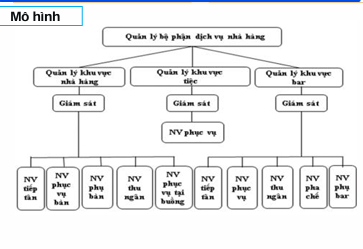 Mô hình
Quản lý bộ phận dịch vụ nhà hàng
Quản lý khu vực
nhà hàng
Quản lý khu vực
tiệc
Quản lý khu vực
bar
Giám sát
Giám sát
Giám sát
NV phục vụ
NV
tiếp
tân
NV
phục
vụ
bàn
NV
phụ
bàn
NV
thu
ngân
NV
phục
vụ tại
buồng
NV
tiếp
tân
NV
phục
vụ
NV
thu
ngân
NV
pha
chế
NV
phụ
bar